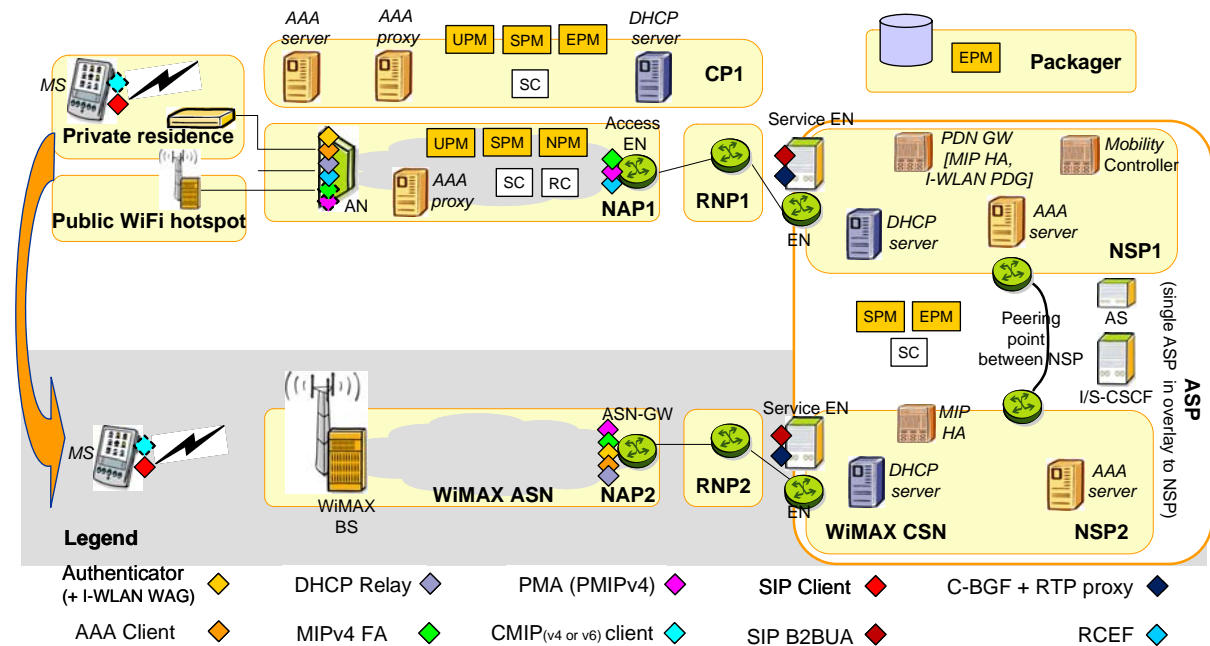 AAA
server
AAA
proxy
UPM
SPM
EPM
DHCP
server
SC
CP1
EPM
Packager
MS
Private residence
Public WiFi hotspot
AN
AAA
proxy
UPM
SPM
NPM
SC
RC
Access
EN
NAP1
RNP1
Service EN
EN
PDN GW
[MIP HA,
I-WLAN PDG]
Mobility
Controller
DHCP
server
AAA
server
NSP1
SPM
EPM
SC
Peering
point
between NSP
AS
I/S-CSCF
ASP
(single ASP in overlay to NSP)
MS
WiMAX
BS
WiMAX ASN
ASN-GW
NAP2
RNP2
Service EN
EN
MIP
HA
DHCP
server
AAA
server
WiMAX CSN
NSP2
Legend
Authenticator
(+ I-WLAN WAG)
DHCP Relay
PMA (PMIPv4)
SIP Client
C-BGF + RTP proxy
AAA Client
MIPv4 FA
CMIP(v4 or v6) client
SIP B2BUA
RCEF